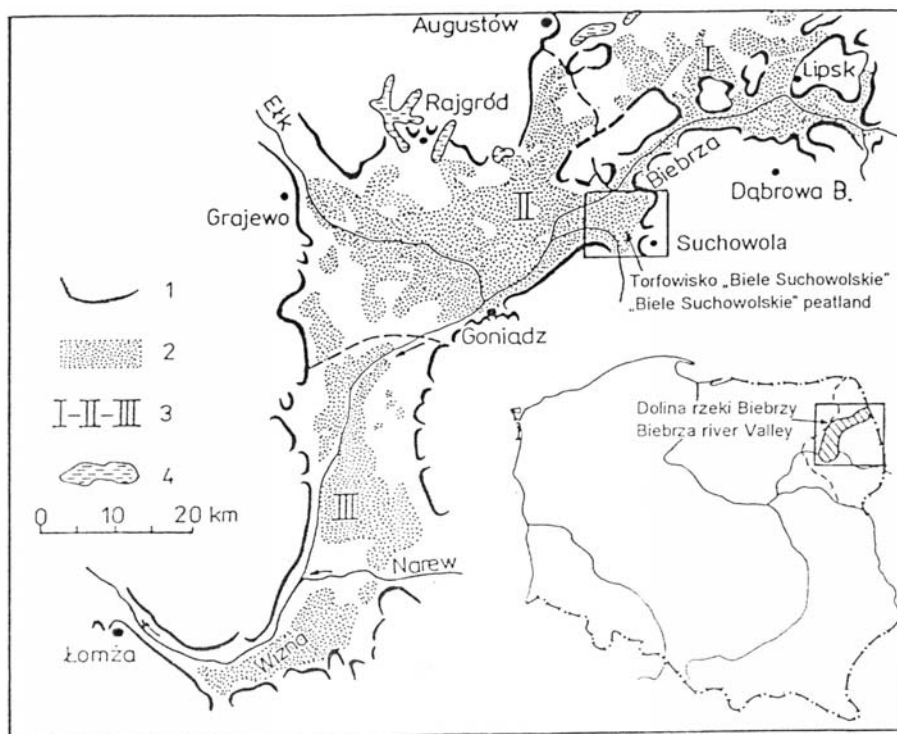 Augustów
I
Lipsk
Rajgród
Ełk
Biebrza
Dąbrowa B.
II
Grajewo
Suchowola
Torfowisko „Biele Suchowolskie"
„Biele Suchowolskie" peatland
1
Goniądz
2
I-II-III 3
Dolina rzeki Biebrzy
Biebrza river Valley
4
III
0 10 20 km
Narew
Wizna
Łomża